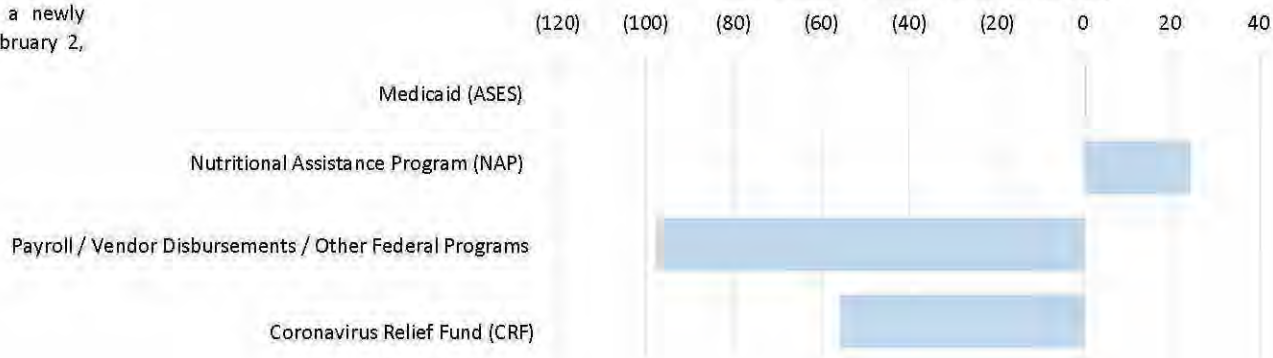 a newly
bruary 2,
(120) (100) (80) (60) (40) (20) 0 20 40
Medicaid (ASES)
Nutritional Assistance Program (NAP)
Payroll / Vendor Disbursements / Other Federal Programs
Coronavirus Relief Fund (CRF)